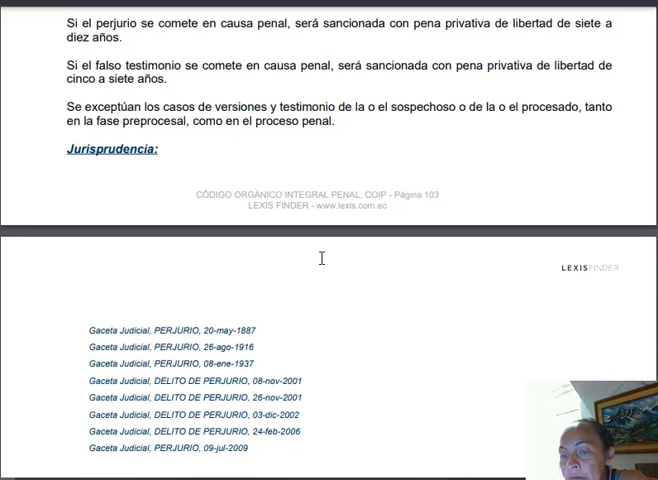 Si el perjurio se comete en causa penal, será sancionada con pena privativa de libertad de siete a
diez años.
Si el falso testimonio se comete en causa penal, será sancionada con pena privativa de libertad de
cinco a siete años.
Se exceptúan los casos de versiones y testimonio de la o el sospechoso o de la o el procesado, tanto
en la fase preprocesal, como en el proceso penal.
Jurisprudencia:
CÓDIGO ORGÁNICO INTEGRAL PENAL, COIP - Página 103
LEXIS FINDER - www.lexis.com.ec
LEXISFINDER
Gaceta Judicial, PERJURIO, 20-may-1887
Gaceta Judicial, PERJURIO, 26-ago-1916
Gaceta Judicial, PERJURIO, 08-ene-1937
Gaceta Judicial, DELITO DE PERJURIO, 08-nov-2001
Gaceta Judicial, DELITO DE PERJURIO, 26-nov-2001
Gaceta Judicial, DELITO DE PERJURIO, 03-dic-2002
Gaceta Judicial, DELITO DE PERJURIO, 24-feb-2006
Gaceta Judicial, PERJURIO, 09-jul-2009